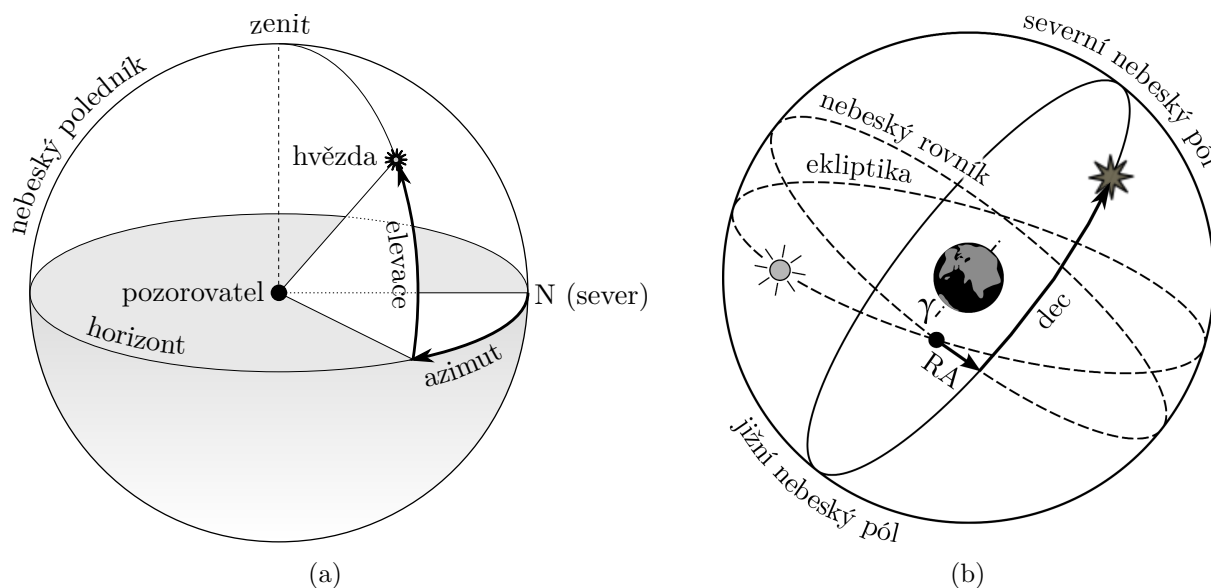 zenit
nebeský poledník
hvězda
elevace
pozorovatel
N (sever)
horizont
azimut
(a)
severní nebeský pól
nebeský rovník
ekliptika
γ
dec
RA
jižní nebeský pól
(b)